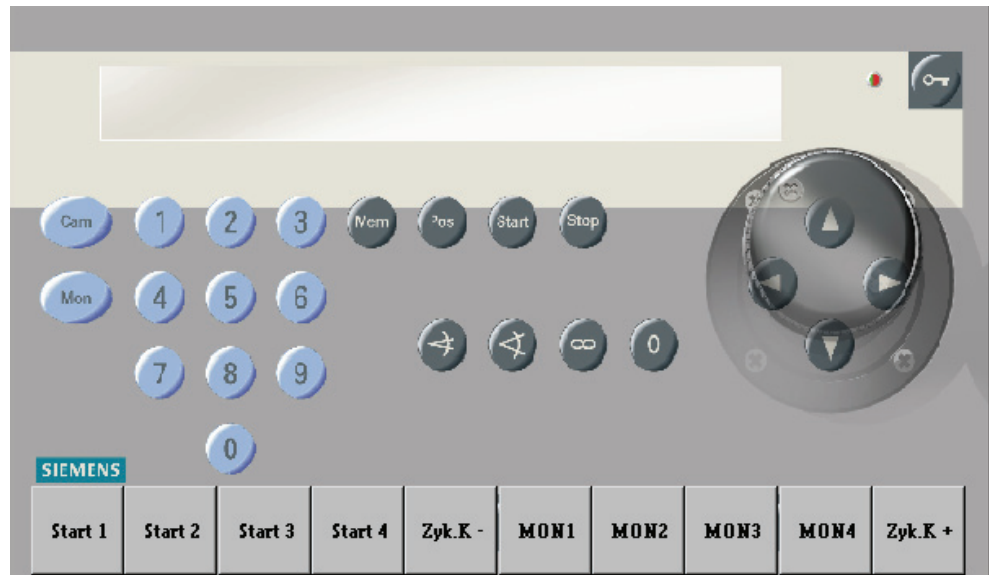 Cam 1 2 3 Mem Pos Start Stop
Mon 4 5 6
∞ 0
7 8 9
0
SIEMENS
Start 1 Start 2 Start 3 Start 4 Zyk.K - MON1 MON2 MON3 MON4 Zyk.K +